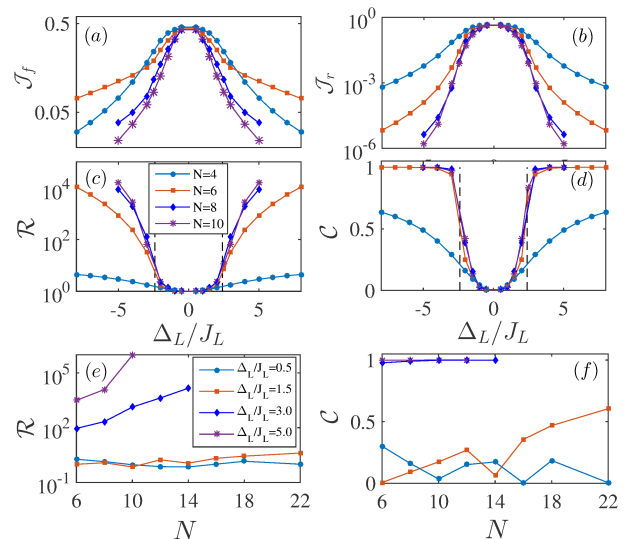 0.5
0.05
𝒥_f
(a)
10^0
10^-3
10^-6
𝒥_r
(b)
10^4
10^2
10^0
ℛ
(c)
N=4
N=6
N=8
N=10
-5 0 5
Δ_L/J_L
1
0.5
0
𝒞
(d)
-5 0 5
Δ_L/J_L
10^5
10^2
10^-1
ℛ
(e)
Δ_L/J_L=0.5
Δ_L/J_L=1.5
Δ_L/J_L=3.0
Δ_L/J_L=5.0
6 10 14 18 22
N
1
0.5
0
𝒞
(f)
6 10 14 18 22
N